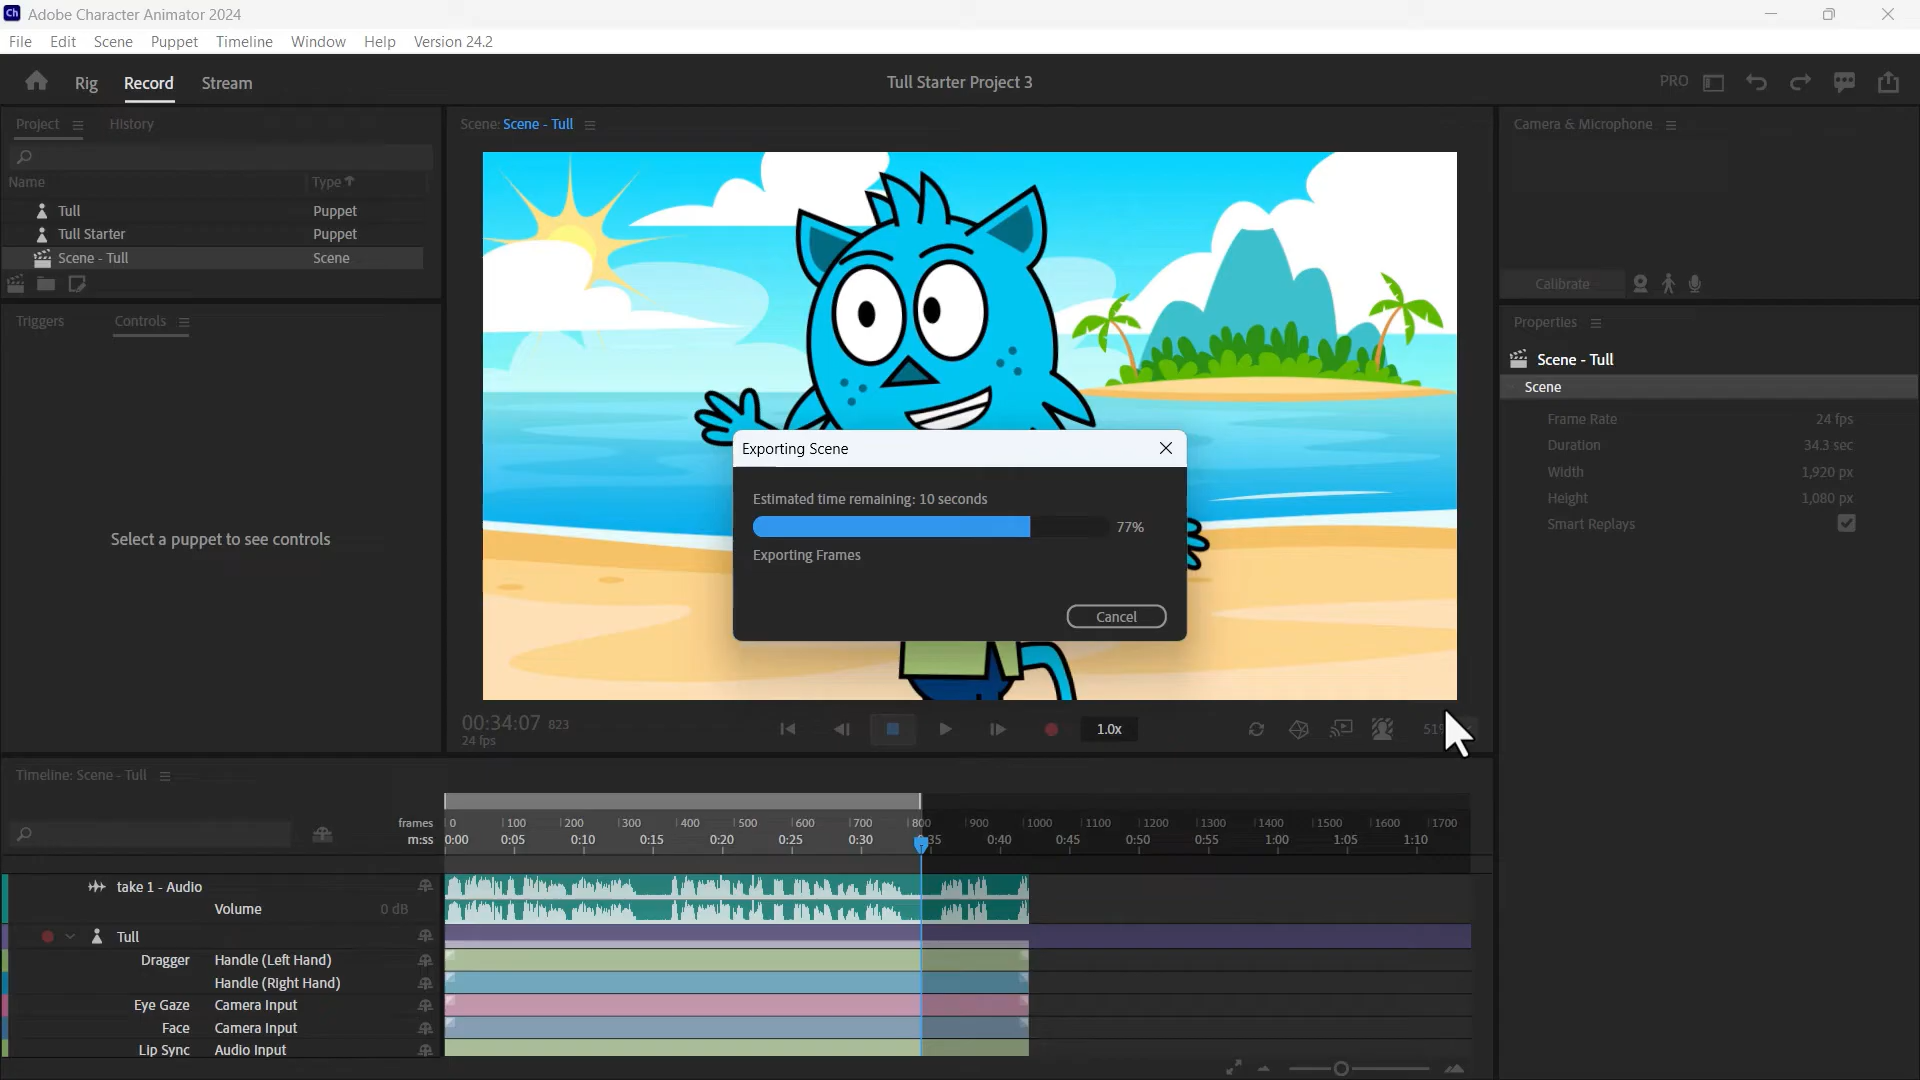 Ch Adobe Character Animator 2024
File Edit Scene Puppet Timeline Window Help Version 24.2
Rig Record Stream
Tull Starter Project 3
PRO
Project History
Name Type
Tull Puppet
Tull Starter Puppet
Scene - Tull Scene
Triggers Controls
Select a puppet to see controls
Scene: Scene - Tull
Exporting Scene
Estimated time remaining: 10 seconds
77%
Exporting Frames
Cancel
00:34:07 823
24 fps
1.0x
Camera & Microphone
Calibrate
Properties
Scene - Tull
Scene
Frame Rate 24 fps
Duration 34.3 sec
Width 1,920 px
Height 1,080 px
Smart Replays
Timeline: Scene - Tull
frames 0 100 200 300 400 500 600 700 800 900 1000 1100 1200 1300 1400 1500 1600 1700
m:ss 0:00 0:05 0:10 0:15 0:20 0:25 0:30 0:40 0:45 0:50 0:55 1:00 1:05 1:10
take 1 - Audio
Volume 0 dB
Tull
Dragger Handle (Left Hand)
Handle (Right Hand)
Eye Gaze Camera Input
Face Camera Input
Lip Sync Audio Input